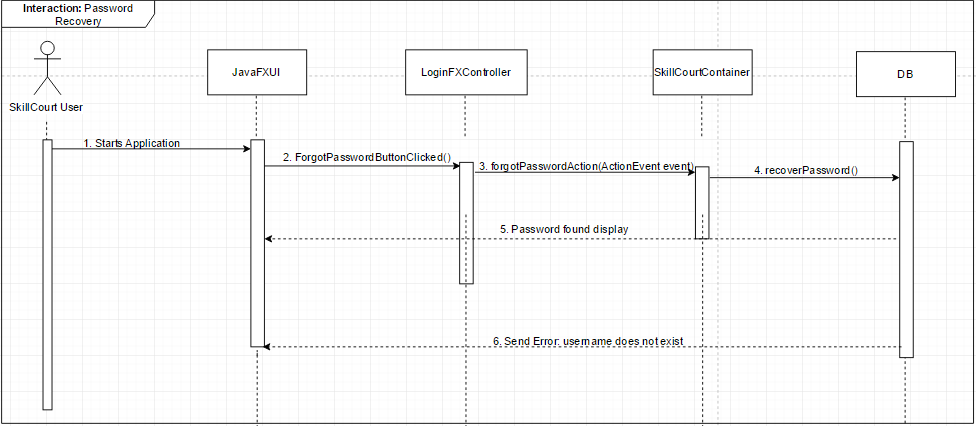 Interaction: Password
Recovery
SkillCourt User
JavaFXUI
LoginFXController
SkillCourtContainer
DB
1. Starts Application
2. ForgotPasswordButtonClicked()
3. forgotPasswordAction(ActionEvent event)
4. recoverPassword()
5. Password found display
6. Send Error: username does not exist